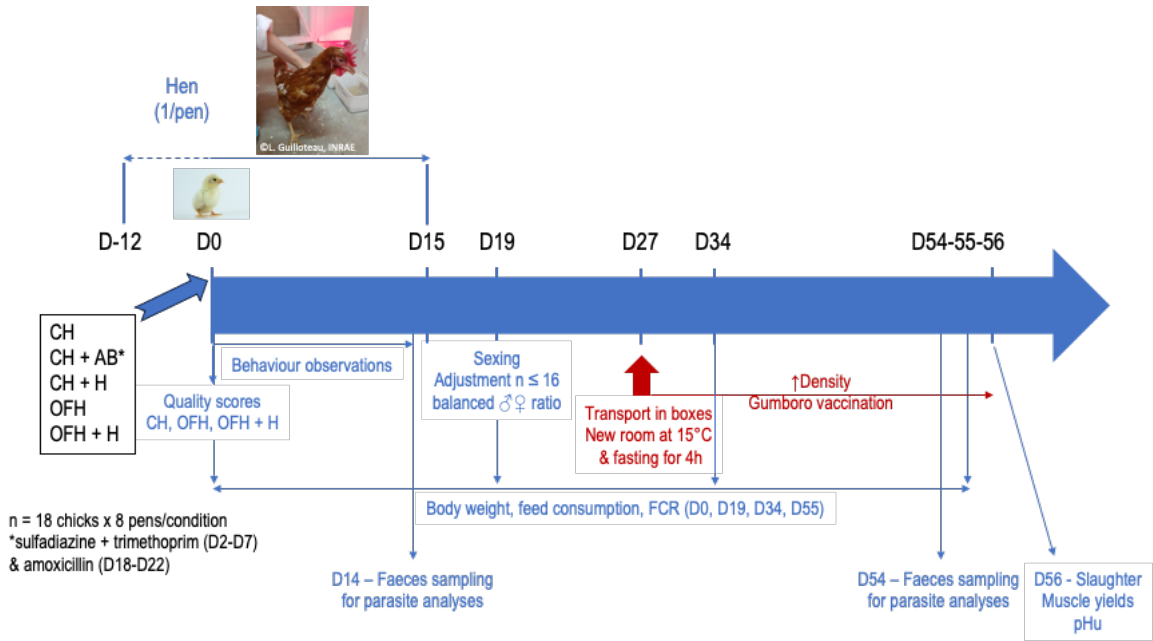 Hen
(1/pen)
©L. Guilloteau, INRAE
D-12
D0
D15
D19
D27
D34
D54-55-56
CH
CH + AB*
CH + H
OFH
OFH + H
Behaviour observations
Quality scores
CH, OFH, OFH + H
Sexing
Adjustment n ≤ 16
balanced ♂♀ ratio
Transport in boxes
New room at 15°C
& fasting for 4h
↑Density
Gumboro vaccination
Body weight, feed consumption, FCR (D0, D19, D34, D55)
n = 18 chicks x 8 pens/condition
*sulfadiazine + trimethoprim (D2-D7)
& amoxicillin (D18-D22)
D14 – Faeces sampling
for parasite analyses
D54 – Faeces sampling
for parasite analyses
D56 - Slaughter
Muscle yields
pHu